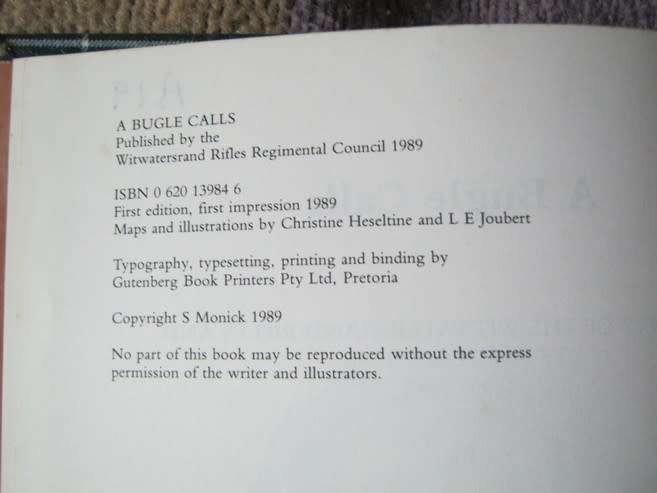 A BUGLE CALLS
Published by the
Witwatersrand Rifles Regimental Council 1989
ISBN 0 620 13984 6
First edition, first impression 1989
Maps and illustrations by Christine Heseltine and L E Joubert
Typography, typesetting, printing and binding by
Gutenberg Book Printers Pty Ltd, Pretoria
Copyright S Monick 1989
No part of this book may be reproduced without the express
permission of the writer and illustrators.